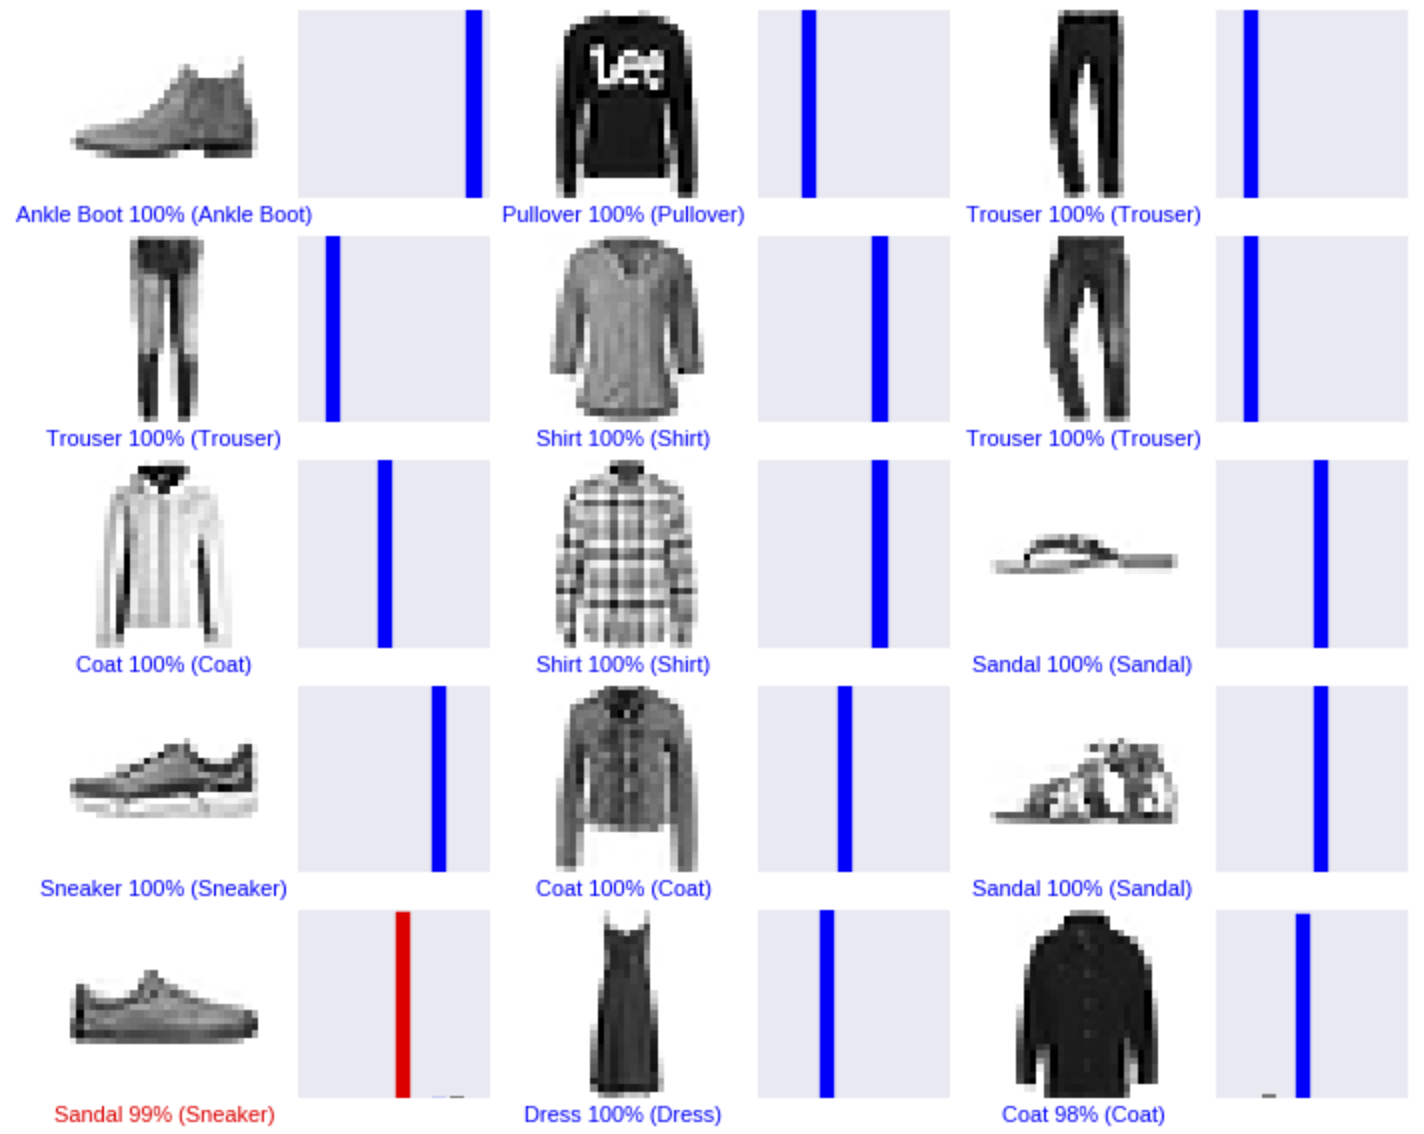 Lee
Ankle Boot 100% (Ankle Boot)
Pullover 100% (Pullover)
Trouser 100% (Trouser)
Trouser 100% (Trouser)
Shirt 100% (Shirt)
Trouser 100% (Trouser)
Coat 100% (Coat)
Shirt 100% (Shirt)
Sandal 100% (Sandal)
Sneaker 100% (Sneaker)
Coat 100% (Coat)
Sandal 100% (Sandal)
Sandal 99% (Sneaker)
Dress 100% (Dress)
Coat 98% (Coat)